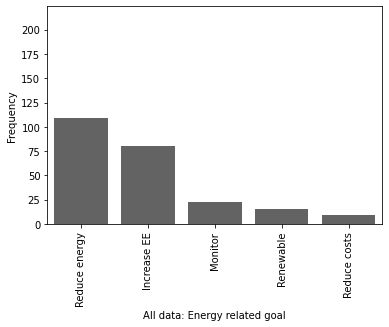 200
175
150
125
100
75
50
25
0
Frequency
Reduce energy
Increase EE
Monitor
Renewable
Reduce costs
All data: Energy related goal